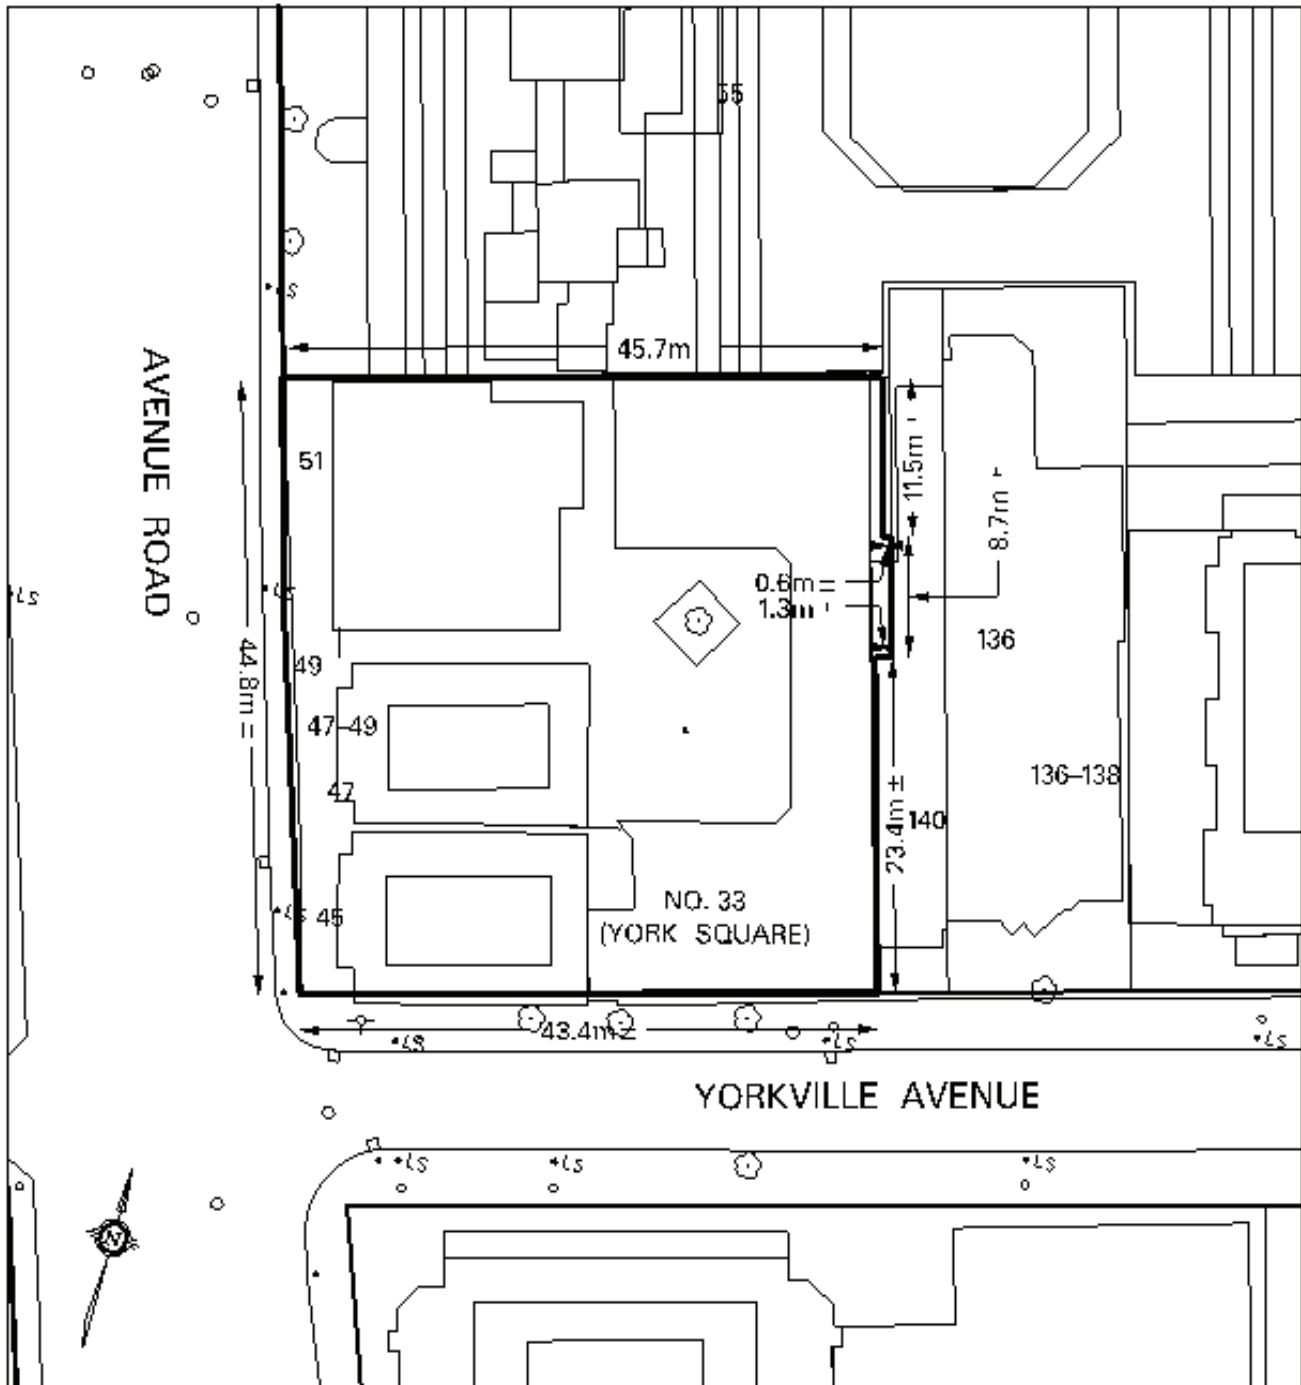 55
LS
45.7m
AVENUE ROAD
51
11.5m
8.7m
LS
LS
0.6m =
1.3m
44.8m =
136
49
47-49
47
136-138
23.4m ±
140
LS 45
NO. 33
(YORK SQUARE)
43.4m
LS
LS
LS
YORKVILLE AVENUE
LS
LS
LS
N